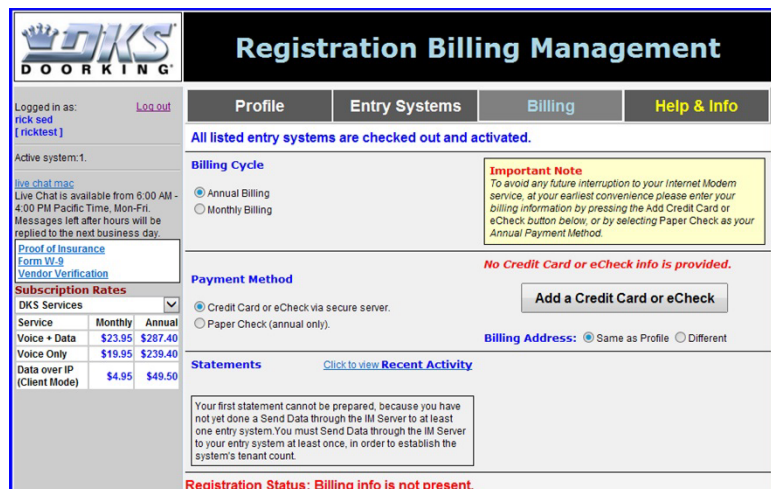 DKS
DOORKING
Registration Billing Management
Logged in as: Log out
rick sed
[ ricktest ]
Active system:1.
live chat mac
Live Chat is available from 6:00 AM -
4:00 PM Pacific Time, Mon-Fri.
Messages left after hours will be
replied to the next business day.
Proof of Insurance
Form W-9
Vendor Verification
Subscription Rates
DKS Services
Service Monthly Annual
Voice + Data $23.95 $287.40
Voice Only $19.95 $239.40
Data over IP
(Client Mode) $4.95 $49.50
Profile Entry Systems Billing Help & Info
All listed entry systems are checked out and activated.
Billing Cycle
Annual Billing
Monthly Billing
Important Note
To avoid any future interruption to your Internet Modem
service, at your earliest convenience please enter your
billing information by pressing the Add Credit Card or
eCheck button below, or by selecting Paper Check as your
Annual Payment Method.
Payment Method
Credit Card or eCheck via secure server.
Paper Check (annual only).
No Credit Card or eCheck info is provided.
Add a Credit Card or eCheck
Billing Address: Same as Profile Different
Statements Click to view Recent Activity
Your first statement cannot be prepared, because you have
not yet done a Send Data through the IM Server to at least
one entry system.You must Send Data through the IM Server
to your entry system at least once, in order to establish the
system's tenant count.
Registration Status: Billing info is not present.